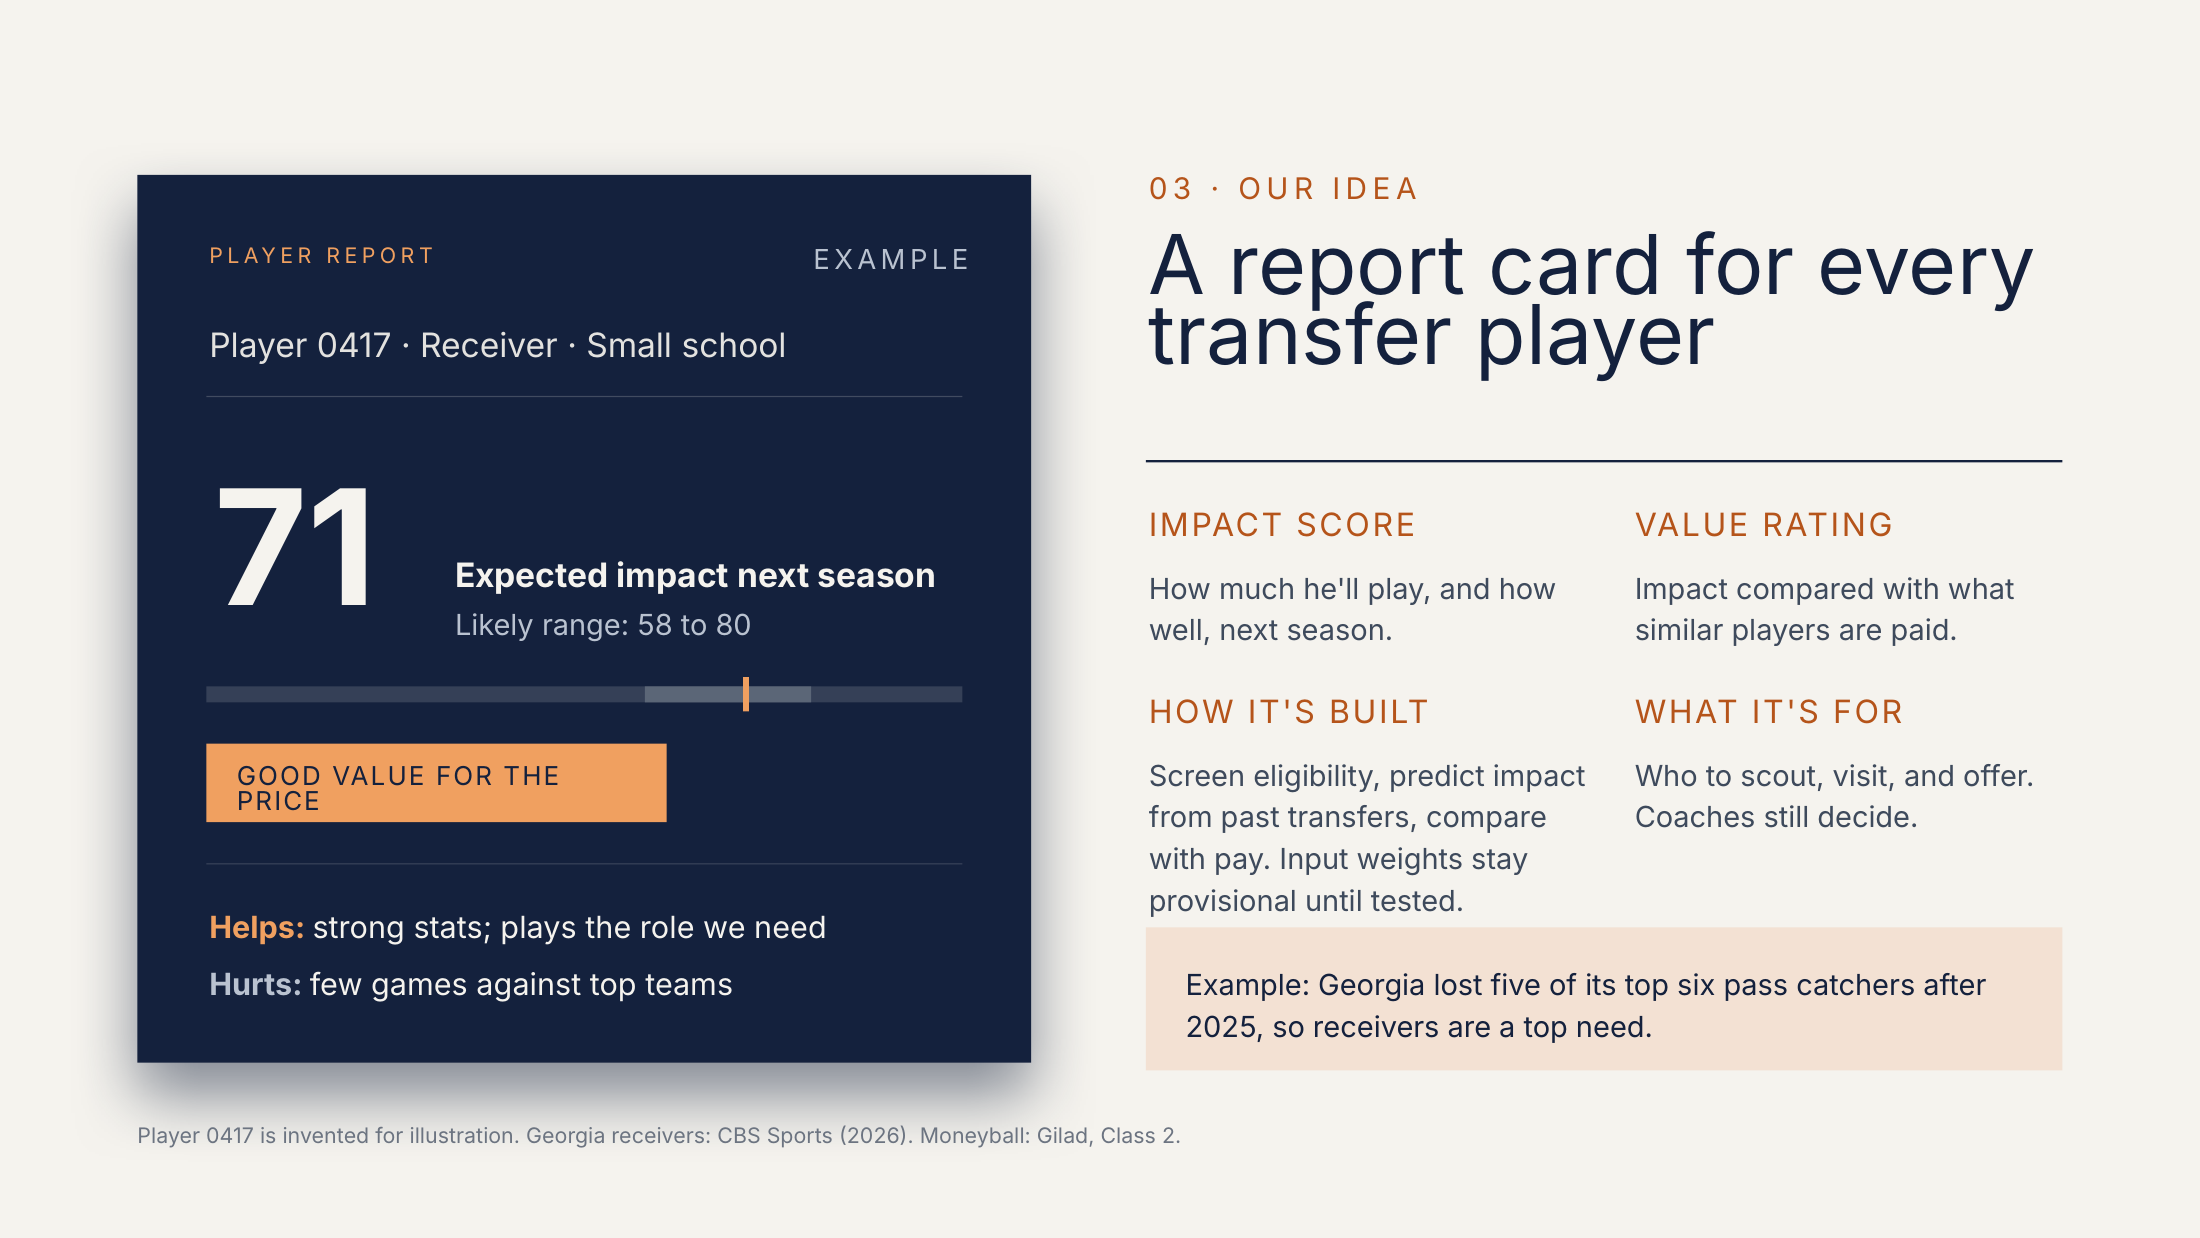 PLAYER REPORT
EXAMPLE
Player 0417 · Receiver · Small school
71
Expected impact next season
Likely range: 58 to 80
GOOD VALUE FOR THE
PRICE
Helps: strong stats; plays the role we need
Hurts: few games against top teams
03 · OUR IDEA
A report card for every
transfer player
IMPACT SCORE
How much he'll play, and how
well, next season.
VALUE RATING
Impact compared with what
similar players are paid.
HOW IT'S BUILT
Screen eligibility, predict impact
from past transfers, compare
with pay. Input weights stay
provisional until tested.
WHAT IT'S FOR
Who to scout, visit, and offer.
Coaches still decide.
Example: Georgia lost five of its top six pass catchers after
2025, so receivers are a top need.
Player 0417 is invented for illustration. Georgia receivers: CBS Sports (2026). Moneyball: Gilad, Class 2.